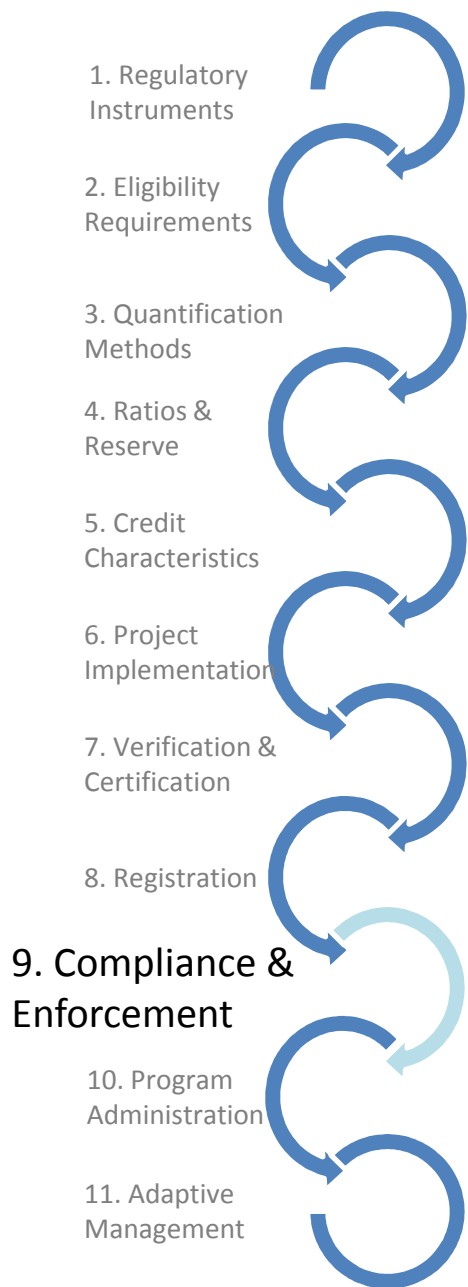 1. Regulatory
Instruments
2. Eligibility
Requirements
3. Quantification
Methods
4. Ratios &
Reserve
5. Credit
Characteristics
6. Project
Implementation
7. Verification &
Certification
8. Registration
9. Compliance &
Enforcement
10. Program
Administration
11. Adaptive
Management